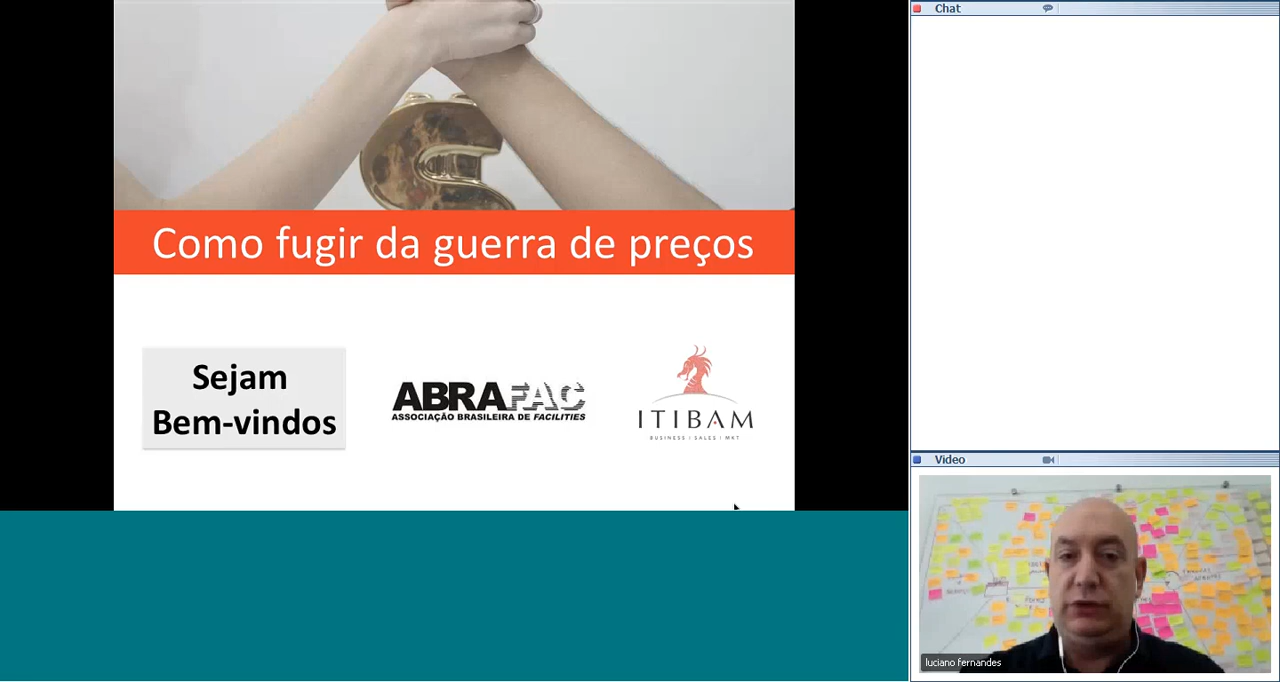 Chat
Como fugir da guerra de preços
Sejam
Bem-vindos
ABRAFAC
ASSOCIAÇÃO BRASILEIRA DE FACILITIES
ITIBAM
BUSINESS | SALES | MKT
Video
luciano fernandes